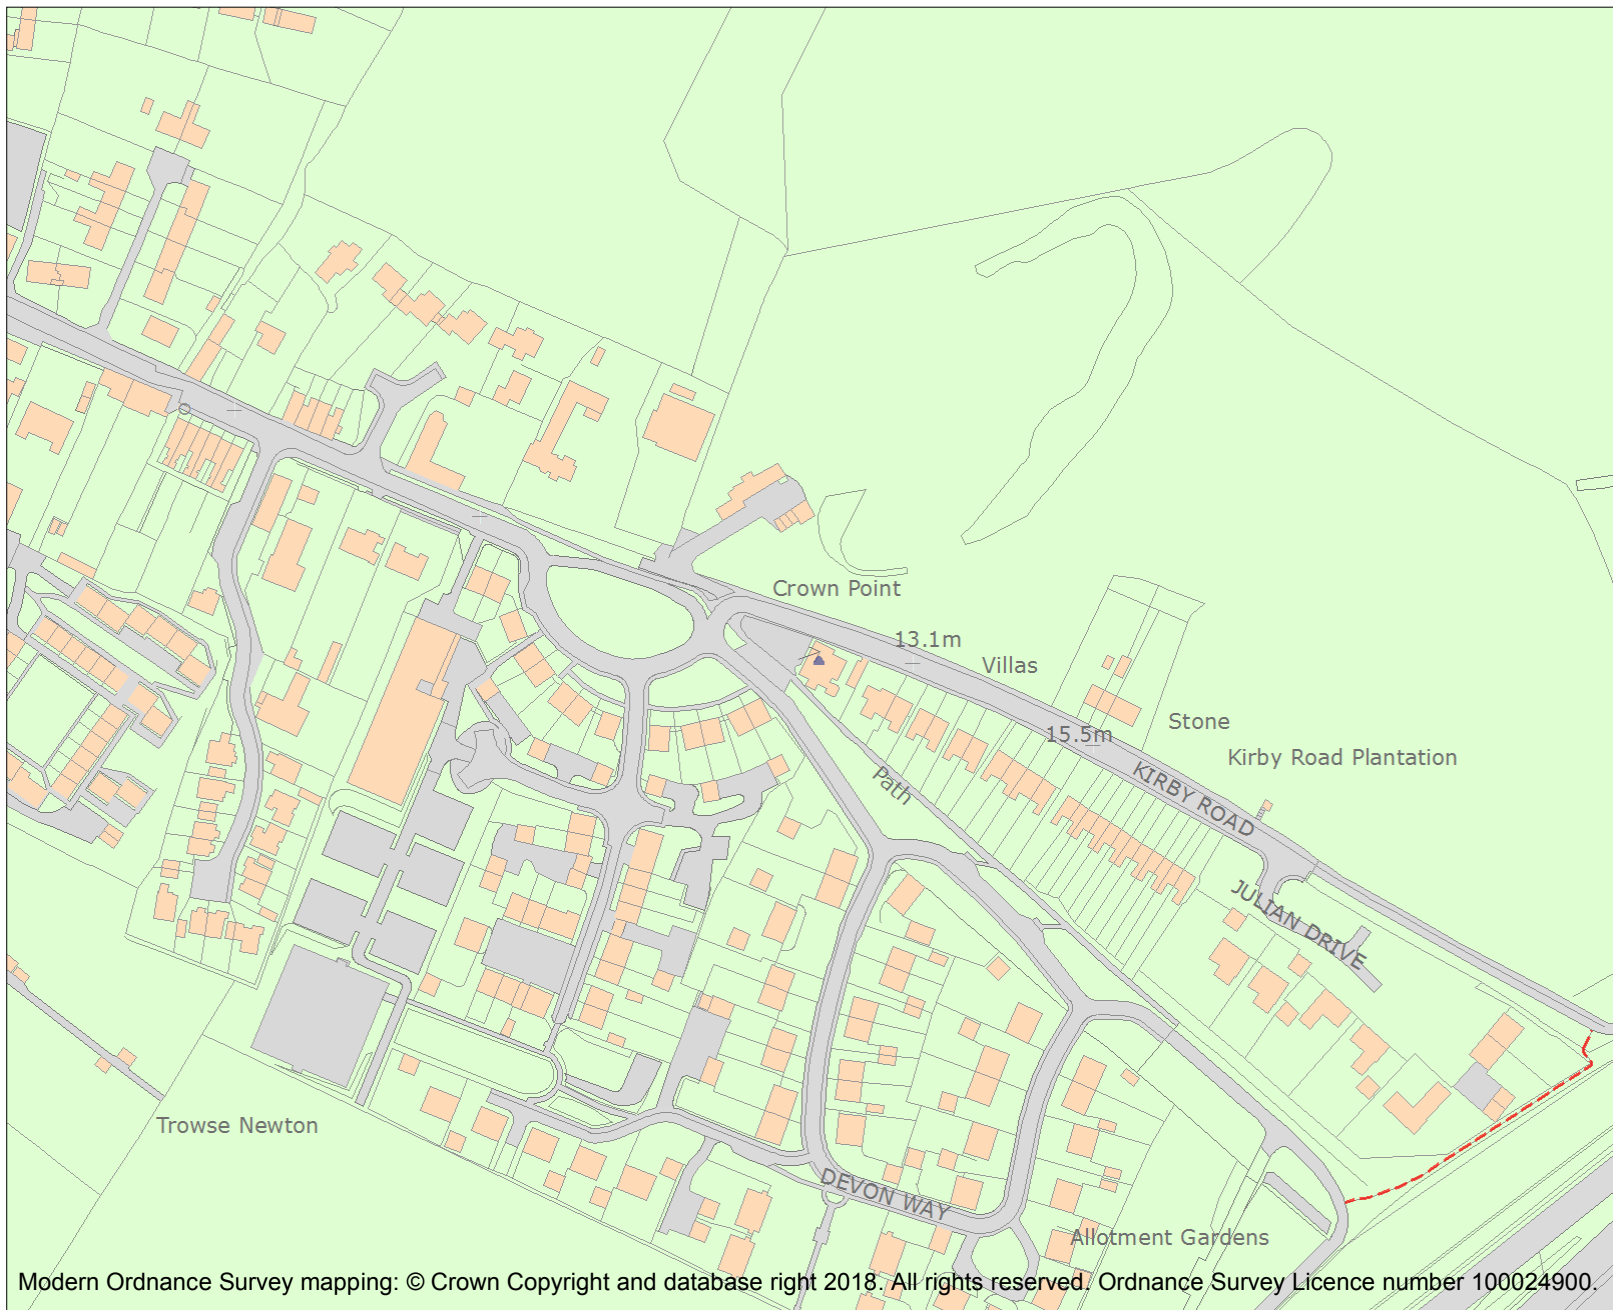 Crown Point
13.1m
Villas
Stone
15.5m
Kirby Road Plantation
Path
KIRBY ROAD
JULIAN DRIVE
Trowse Newton
DEVON WAY
Allotment Gardens
Modern Ordnance Survey mapping: © Crown Copyright and database right 2018. All rights reserved. Ordnance Survey Licence number 100024900.